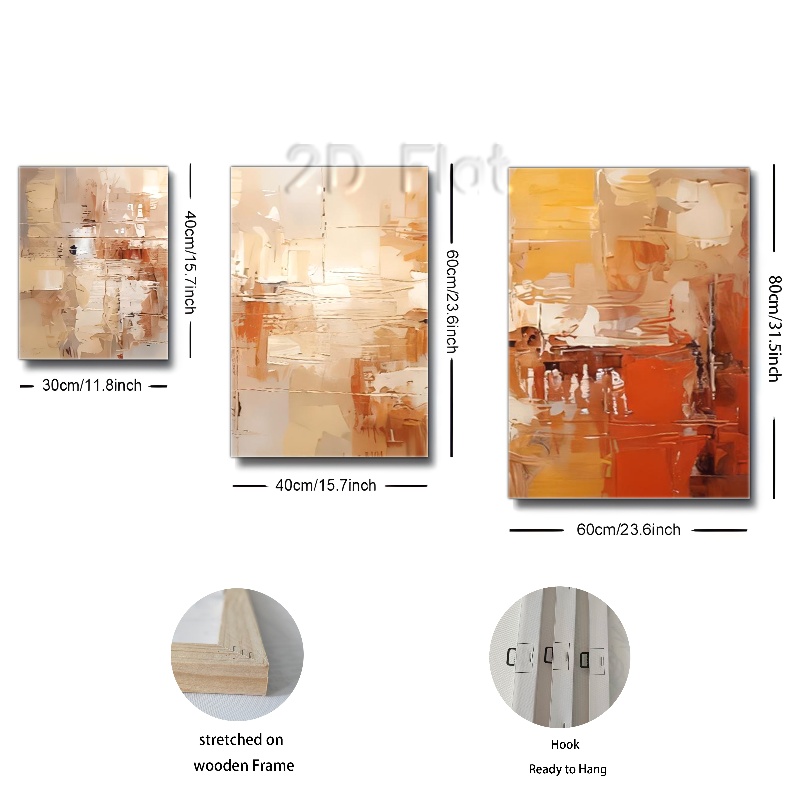 2D Flat
40cm/15.7inch
60cm/23.6inch
80cm/31.5inch
30cm/11.8inch
40cm/15.7inch
60cm/23.6inch
stretched on
wooden Frame
Hook
Ready to Hang